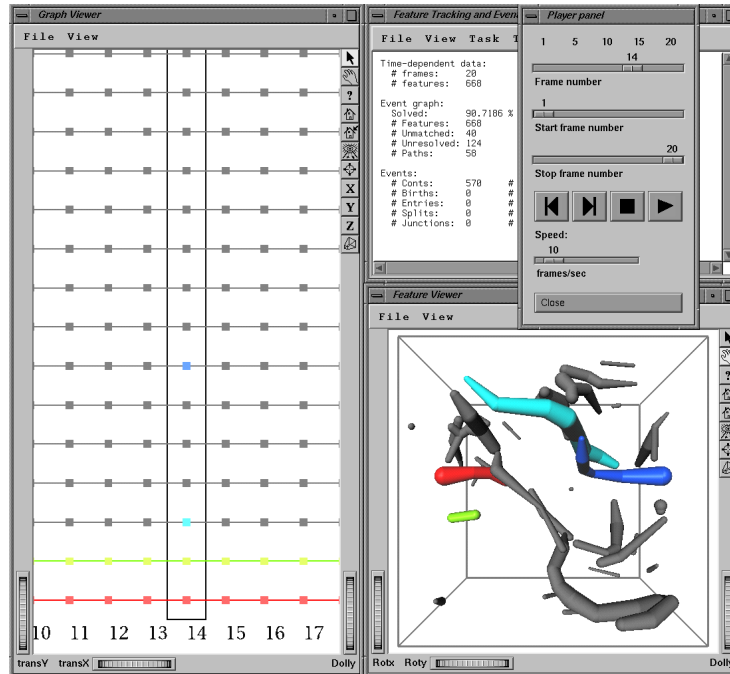 Graph Viewer
File View
?
X
Y
Z
10 11 12 13 14 15 16 17
transY transX Dolly
Feature Tracking and Even
File View Task T
Time-dependent data:
# frames: 20
# features: 668
Event graph:
Solved: 90.7186 %
# Features: 668
# Unmatched: 40
# Unresolved: 124
# Paths: 58
Events:
# Conts: 570 #
# Births: 0 #
# Entries: 0 #
# Splits: 0 #
# Junctions: 0 #
Player panel
1 5 10 15 20
14
Frame number
1
Start frame number
20
Stop frame number
Speed:
10
frames/sec
Close
Feature Viewer
File View
?
Rotx Roty Dolly